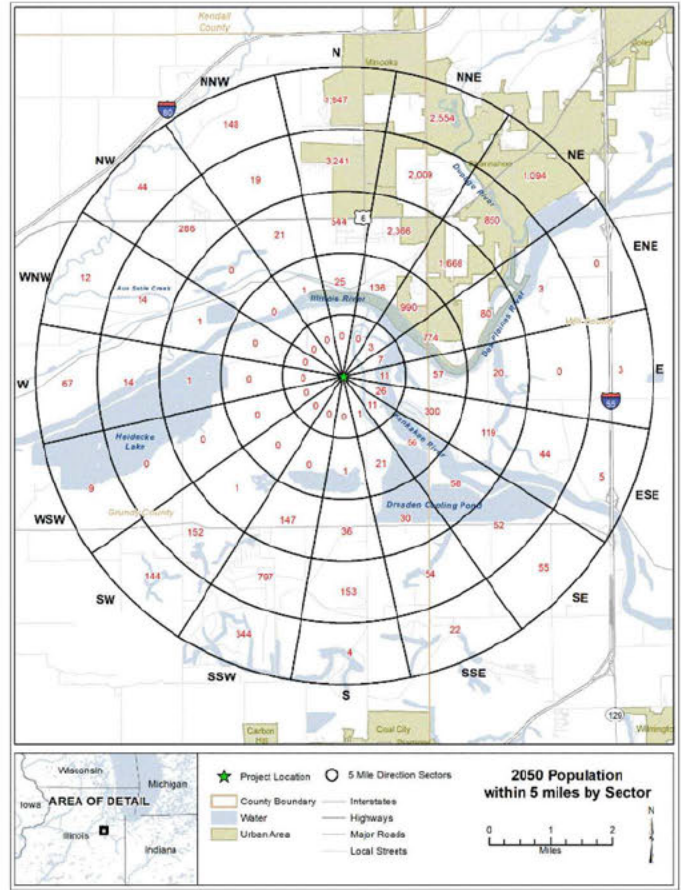 Kendall
County
N
Minooka
NNW
NNE
80
1,947
2,554
148
NW
NE
3,241
Channahon
44
19
2,009
Dupage River
1,094
286
544
6
850
21
2,366
ENE
WNW
0
1,666
0
12
Aux Sable Creek
25
136
3
14
1
Illinois River
990
80
1
0
774
Des Plaines River
Will County
0
0
0
0
0
0
3
0
7
W
67
14
1
0
0
11
57
20
0
3
E
55
0
26
0
11
300
0
0
0
1
Kankakee River
119
Heidecke
Lake
0
0
56
44
0
0
1
21
5
9
1
58
ESE
WSW
Grundy County
Dresden Cooling Pond
147
36
30
52
152
144
797
54
55
SW
153
SE
344
22
4
SSW
SSE
S
129
Carbon
Hill
Coal City
Diamond
Wilmington
Wisconsin
Michigan
Iowa
AREA OF DETAIL
Illinois
Indiana
Project Location
5 Mile Direction Sectors
County Boundary
Interstates
Water
Highways
Urban Area
Major Roads
Local Streets
2050 Population
within 5 miles by Sector
N
0 1 2
Miles